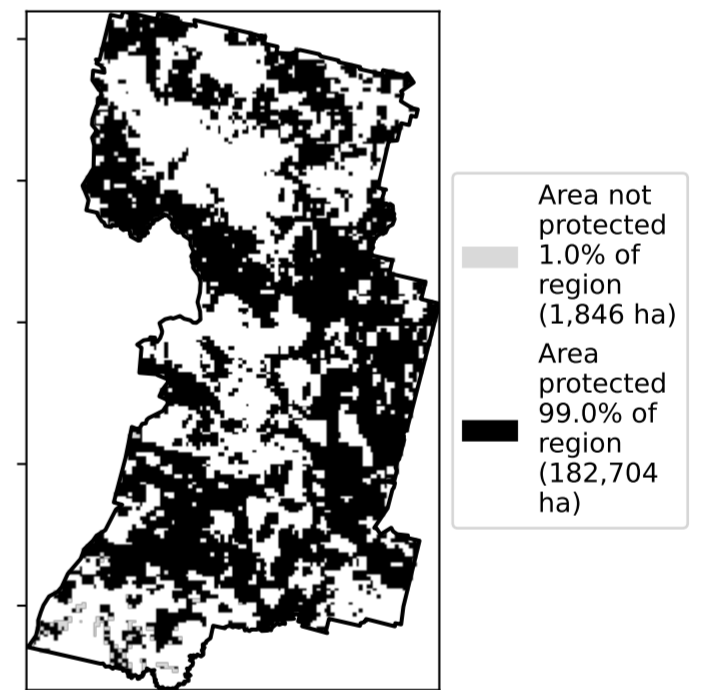 Area not
protected
1.0% of
region
(1,846 ha)
Area
protected
99.0% of
region
(182,704
ha)